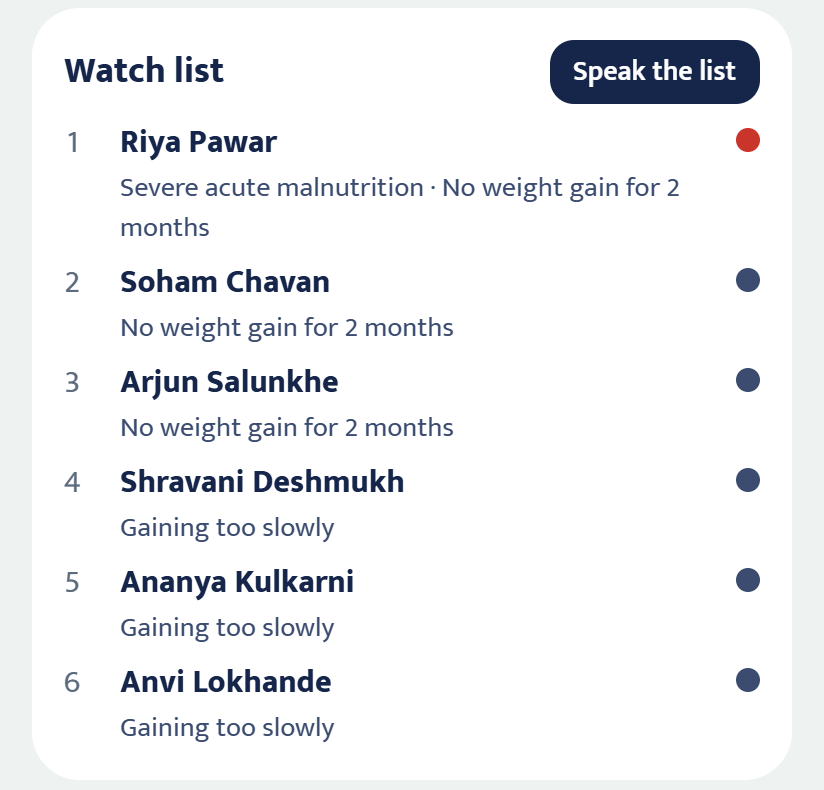 Watch list
Speak the list
1
Riya Pawar
Severe acute malnutrition · No weight gain for 2
months
2
Soham Chavan
No weight gain for 2 months
3
Arjun Salunkhe
No weight gain for 2 months
4
Shravani Deshmukh
Gaining too slowly
5
Ananya Kulkarni
Gaining too slowly
6
Anvi Lokhande
Gaining too slowly